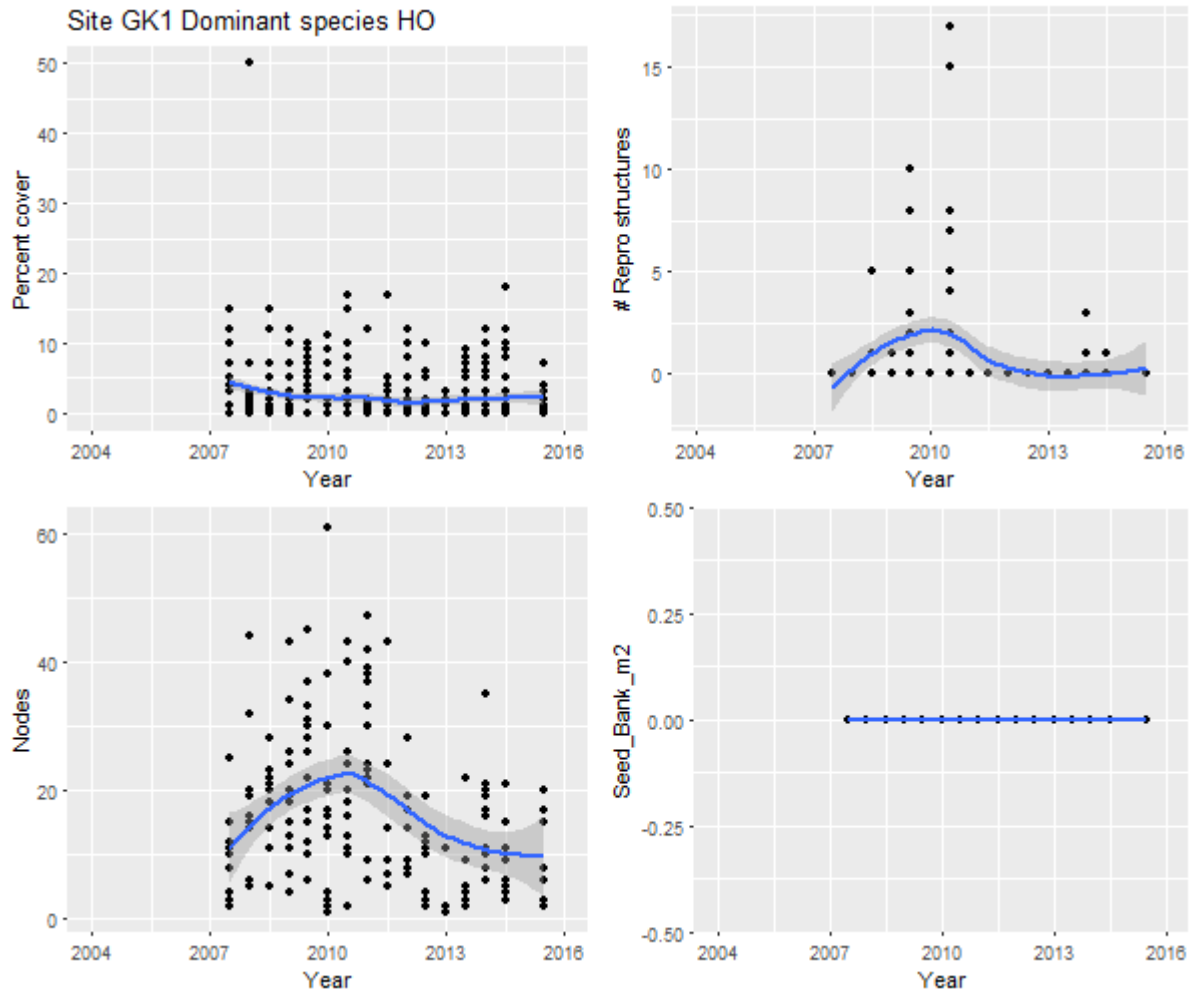 Site GK1 Dominant species HO
50
40
30
20
10
0
Percent cover
2004 2007 2010 2013 2016
Year
15
10
5
0
# Repro structures
2004 2007 2010 2013 2016
Year
60
40
20
0
Nodes
2004 2007 2010 2013 2016
Year
0.50
0.25
0.00
-0.25
-0.50
Seed_Bank_m2
2004 2007 2010 2013 2016
Year